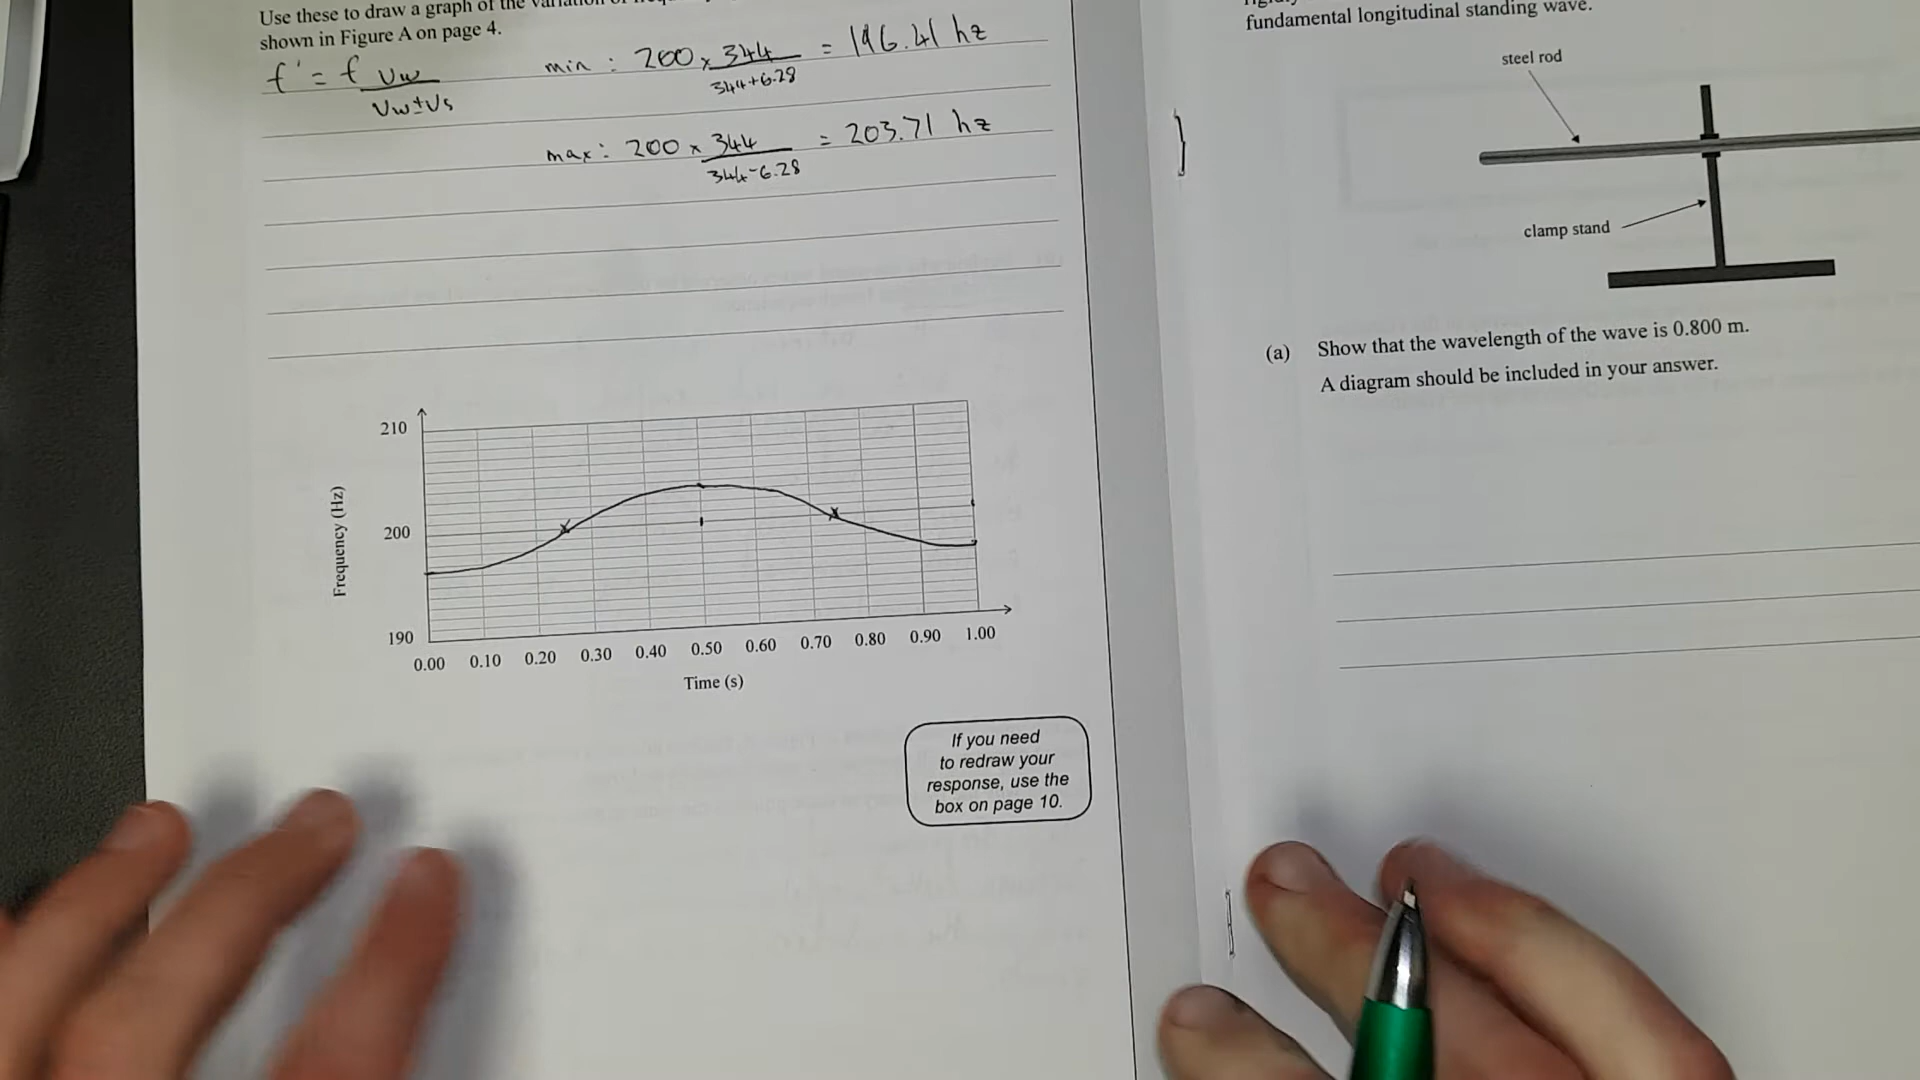 Use these to draw a graph of the variation of
shown in Figure A on page 4.
f' = f Vw
Vw±Vs
min : 200 x 344 = 196.41 hz
344+6.28
max: 200 x 344 = 203.71 hz
344-6.28
210
200
190
Frequency (Hz)
0.00 0.10 0.20 0.30 0.40 0.50 0.60 0.70 0.80 0.90 1.00
Time (s)
If you need
to redraw your
response, use the
box on page 10.
fundamental longitudinal standing wave.
steel rod
clamp stand
(a) Show that the wavelength of the wave is 0.800 m.
A diagram should be included in your answer.